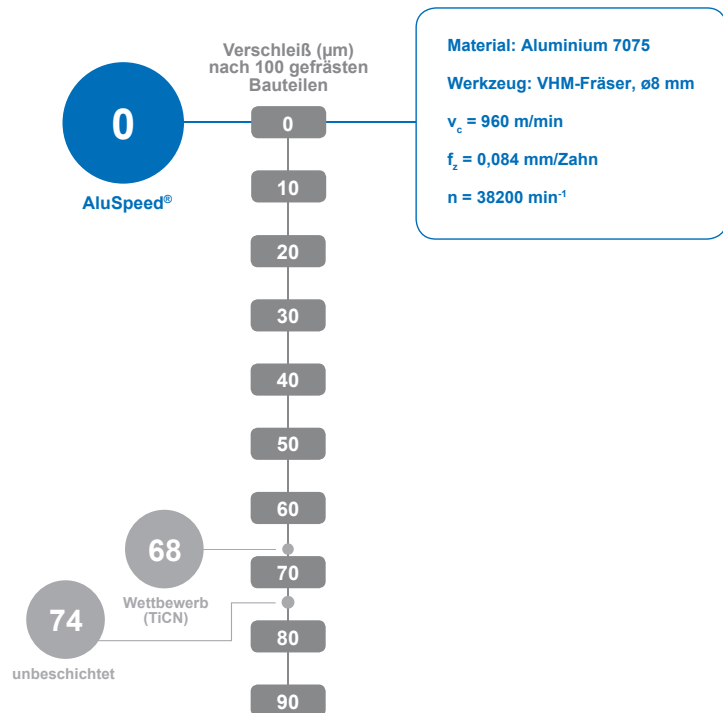 Verschleiß (µm)
nach 100 gefrästen
Bauteilen
0
AluSpeed®
0
10
20
30
40
50
60
70
80
90
68
Wettbewerb
(TiCN)
74
unbeschichtet
Material: Aluminium 7075
Werkzeug: VHM-Fräser, ø8 mm
v_c = 960 m/min
f_z = 0,084 mm/Zahn
n = 38200 min⁻¹